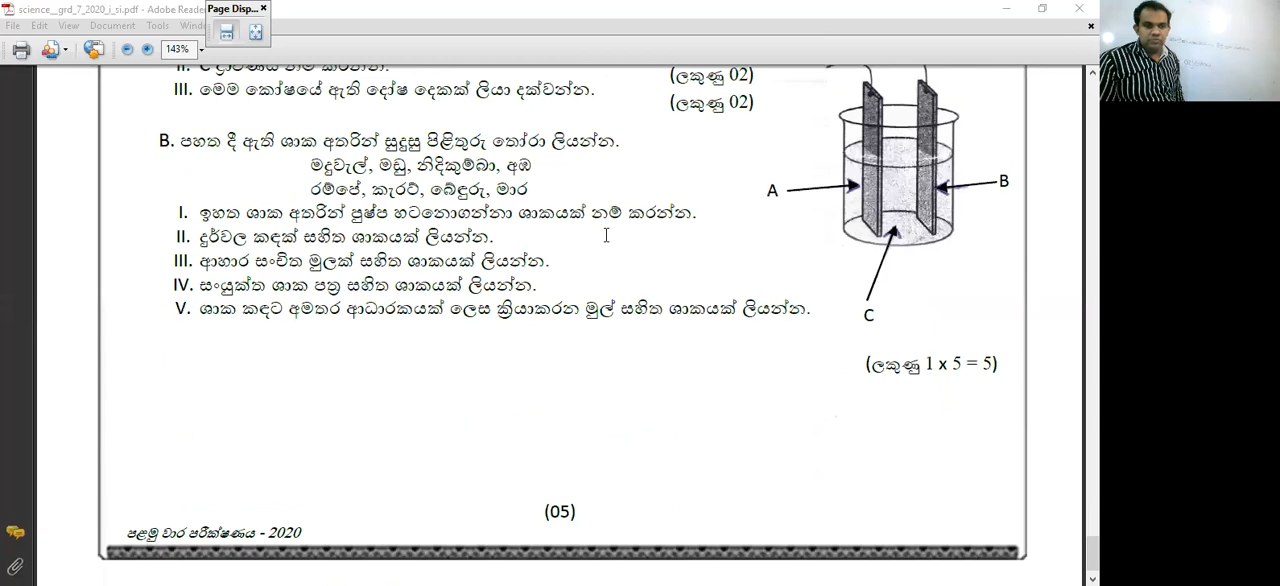 science__grd_7_2020_i_si.pdf - Adobe Reader
Page Disp...
File Edit View Document Tools
143%
(ලකුණු 02)
III. මෙම කෝෂයේ ඇති දෝෂ දෙකක් ලියා දක්වන්න. (ලකුණු 02)
B. පහත දී ඇති ශාක අතරින් සුදුසු පිළිතුරු තෝරා ලියන්න.
මදුවැල්, මඩු, නිදිකුම්බා, අඹ
රම්පේ, කැරට්, බේඳුරු, මාර
I. ඉහත ශාක අතරින් පුෂ්ප හටනොගන්නා ශාකයක් නම් කරන්න.
II. දුර්වල කඳක් සහිත ශාකයක් ලියන්න.
III. ආහාර සංචිත මුලක් සහිත ශාකයක් ලියන්න.
IV. සංයුක්ත ශාක පත්‍ර සහිත ශාකයක් ලියන්න.
V. ශාක කඳට අමතර ආධාරකයක් ලෙස ක්‍රියාකරන මුල් සහිත ශාකයක් ලියන්න.
A
B
C
(ලකුණු 1 x 5 = 5)
(05)
පළමු වාර පරීක්ෂණය - 2020